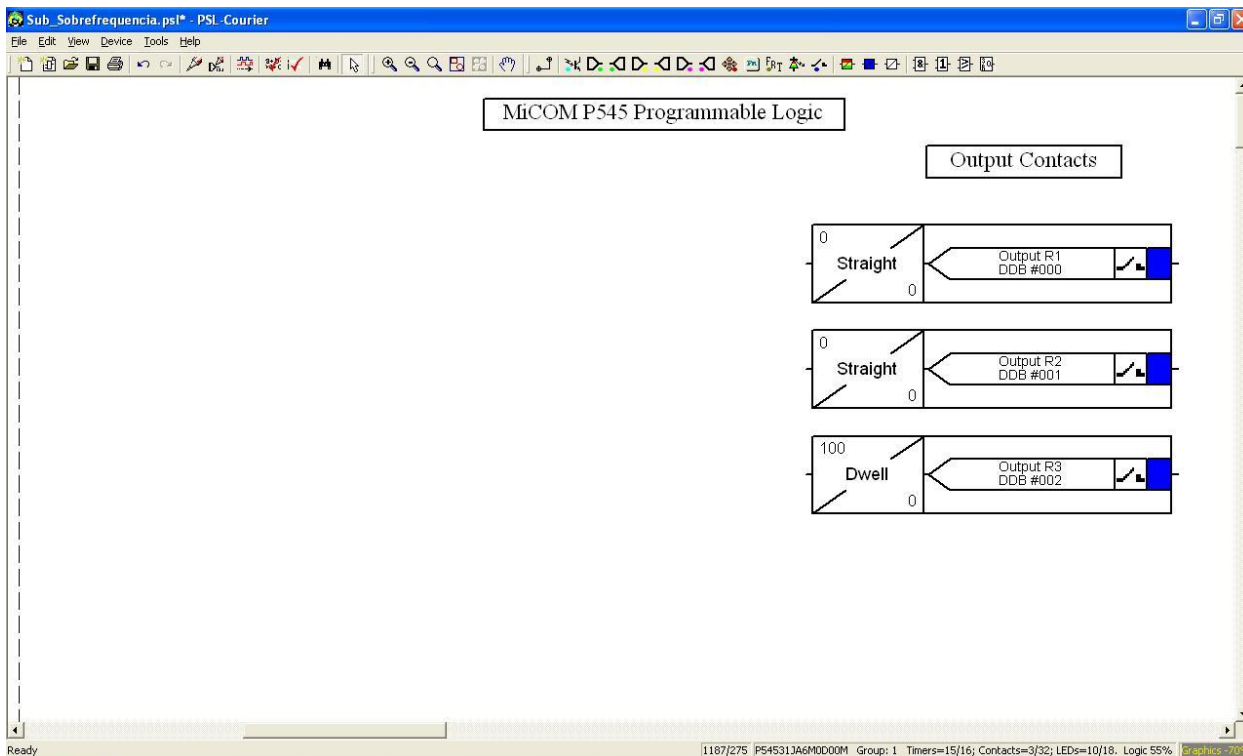 Sub_Sobrefrequencia.psl* - PSL-Courier
File Edit View Device Tools Help
MiCOM P545 Programmable Logic
Output Contacts
0
Straight
0
Output R1
DDB #000
0
Straight
0
Output R2
DDB #001
100
Dwell
0
Output R3
DDB #002
Ready
1187/275 P54531JA6M0D00M Group: 1 Timers=15/16; Contacts=3/32; LEDs=10/18. Logic 55%